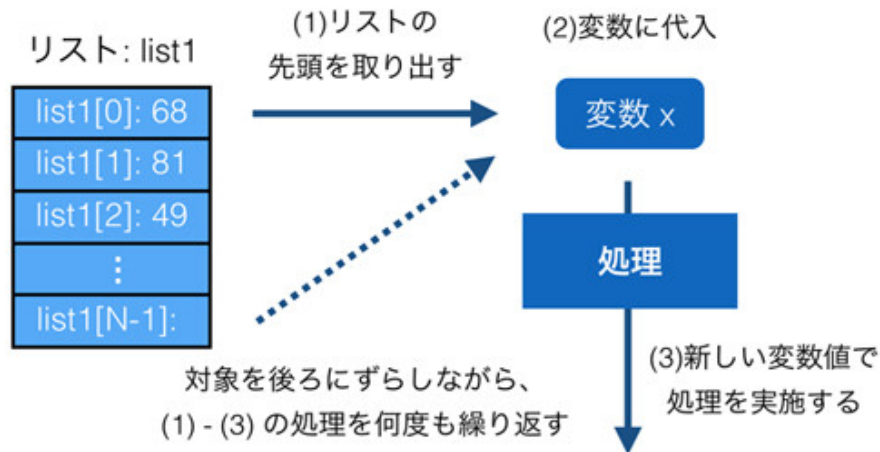 リスト: list1
list1[0]: 68
list1[1]: 81
list1[2]: 49
⋮
list1[N-1]:
(1)リストの
先頭を取り出す
(2)変数に代入
変数 x
処理
(3)新しい変数値で
処理を実施する
対象を後ろにずらしながら、
(1) - (3) の処理を何度も繰り返す